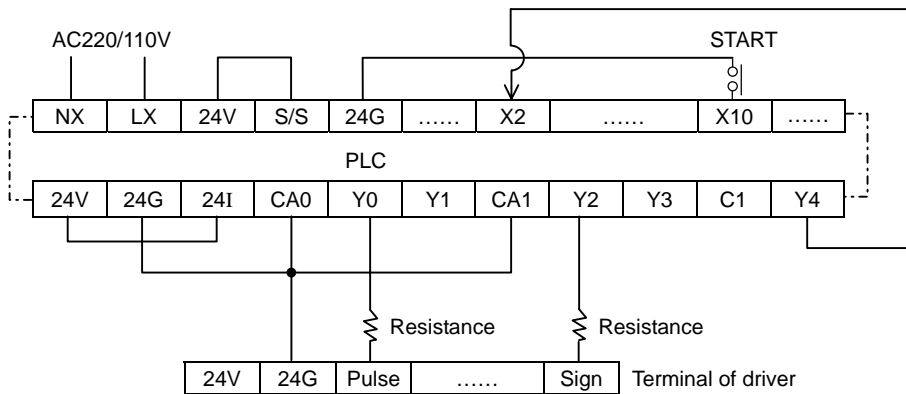 AC220/110V START
NX LX 24V S/S 24G ...... X2 ...... X10 ......
PLC
24V 24G 24I CA0 Y0 Y1 CA1 Y2 Y3 C1 Y4
Resistance Resistance
24V 24G Pulse ...... Sign Terminal of driver